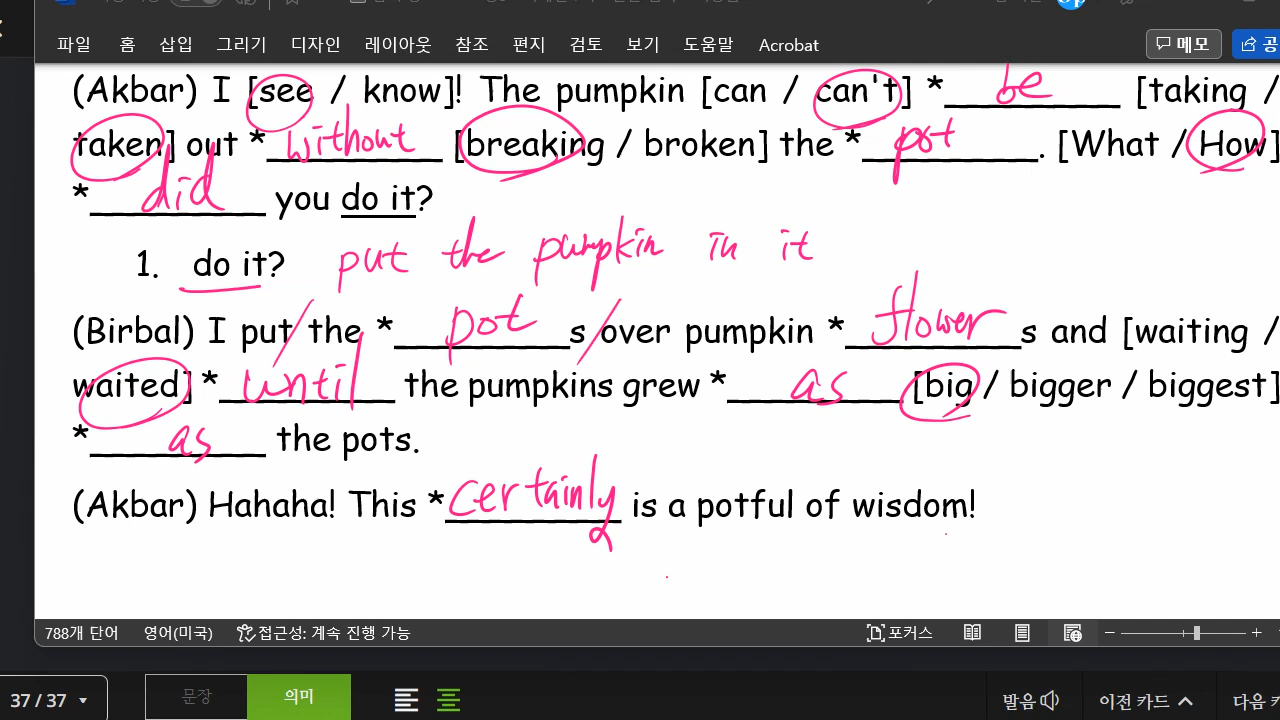 파일 홈 삽입 그리기 디자인 레이아웃 참조 편지 검토 보기 도움말 Acrobat 메모
(Akbar) I [see / know]! The pumpkin [can / can't] * be [taking /
taken] out * without [breaking / broken] the * pot. [What / How]
* did you do it?
1. do it? put the pumpkin in it
(Birbal) I put / the * pot s / over pumpkin * flower s and [waiting /
waited] * until the pumpkins grew * as [big / bigger / biggest]
* as the pots.
(Akbar) Hahaha! This * certainly is a potful of wisdom!
788개 단어 영어(미국) 접근성: 계속 진행 가능 포커스
37 / 37 문장 의미 발음 이전 카드 다음